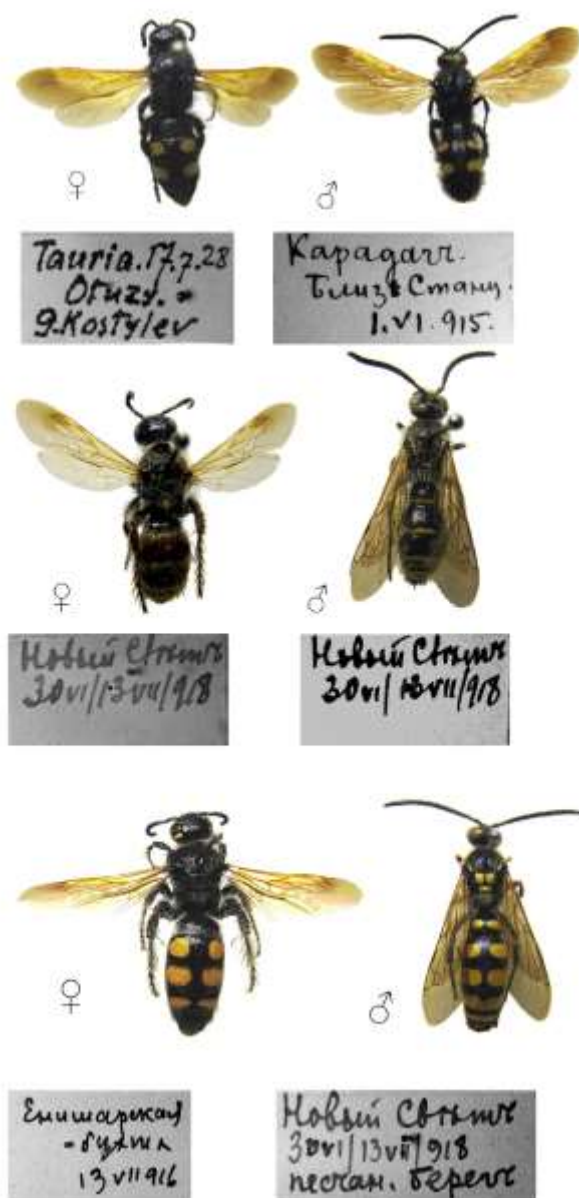 Tauria. 17.7.28
Otuzy.
g. Kostylev
Карадагъ.
Близъ Станц.
1. VI. 915.
Новый Свѣтъ
30 VI/13 VII/918
Новый Свѣтъ
30 VI/13 VII/918
Енишарская
бухта
13 VII 916
Новый Свѣтъ
30 VI/13 VII/918
песчан. берегъ